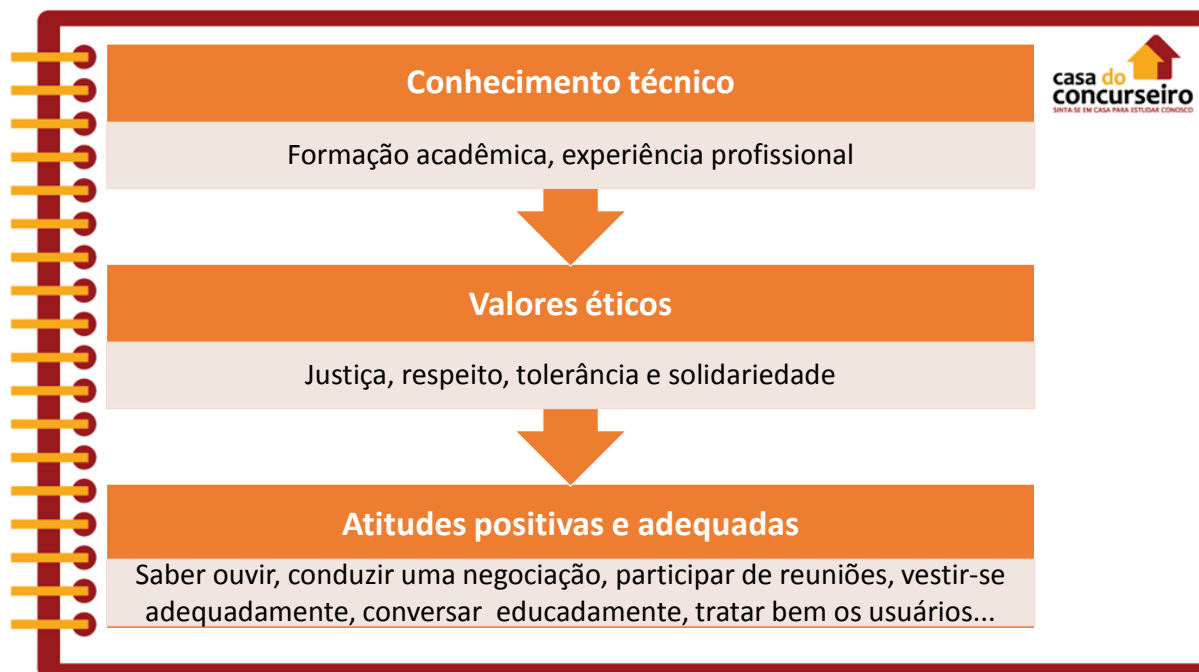 casa do
concurseiro
SINTA-SE EM CASA PARA ESTUDAR CONOSCO
Conhecimento técnico
Formação acadêmica, experiência profissional
Valores éticos
Justiça, respeito, tolerância e solidariedade
Atitudes positivas e adequadas
Saber ouvir, conduzir uma negociação, participar de reuniões, vestir-se
adequadamente, conversar educadamente, tratar bem os usuários...